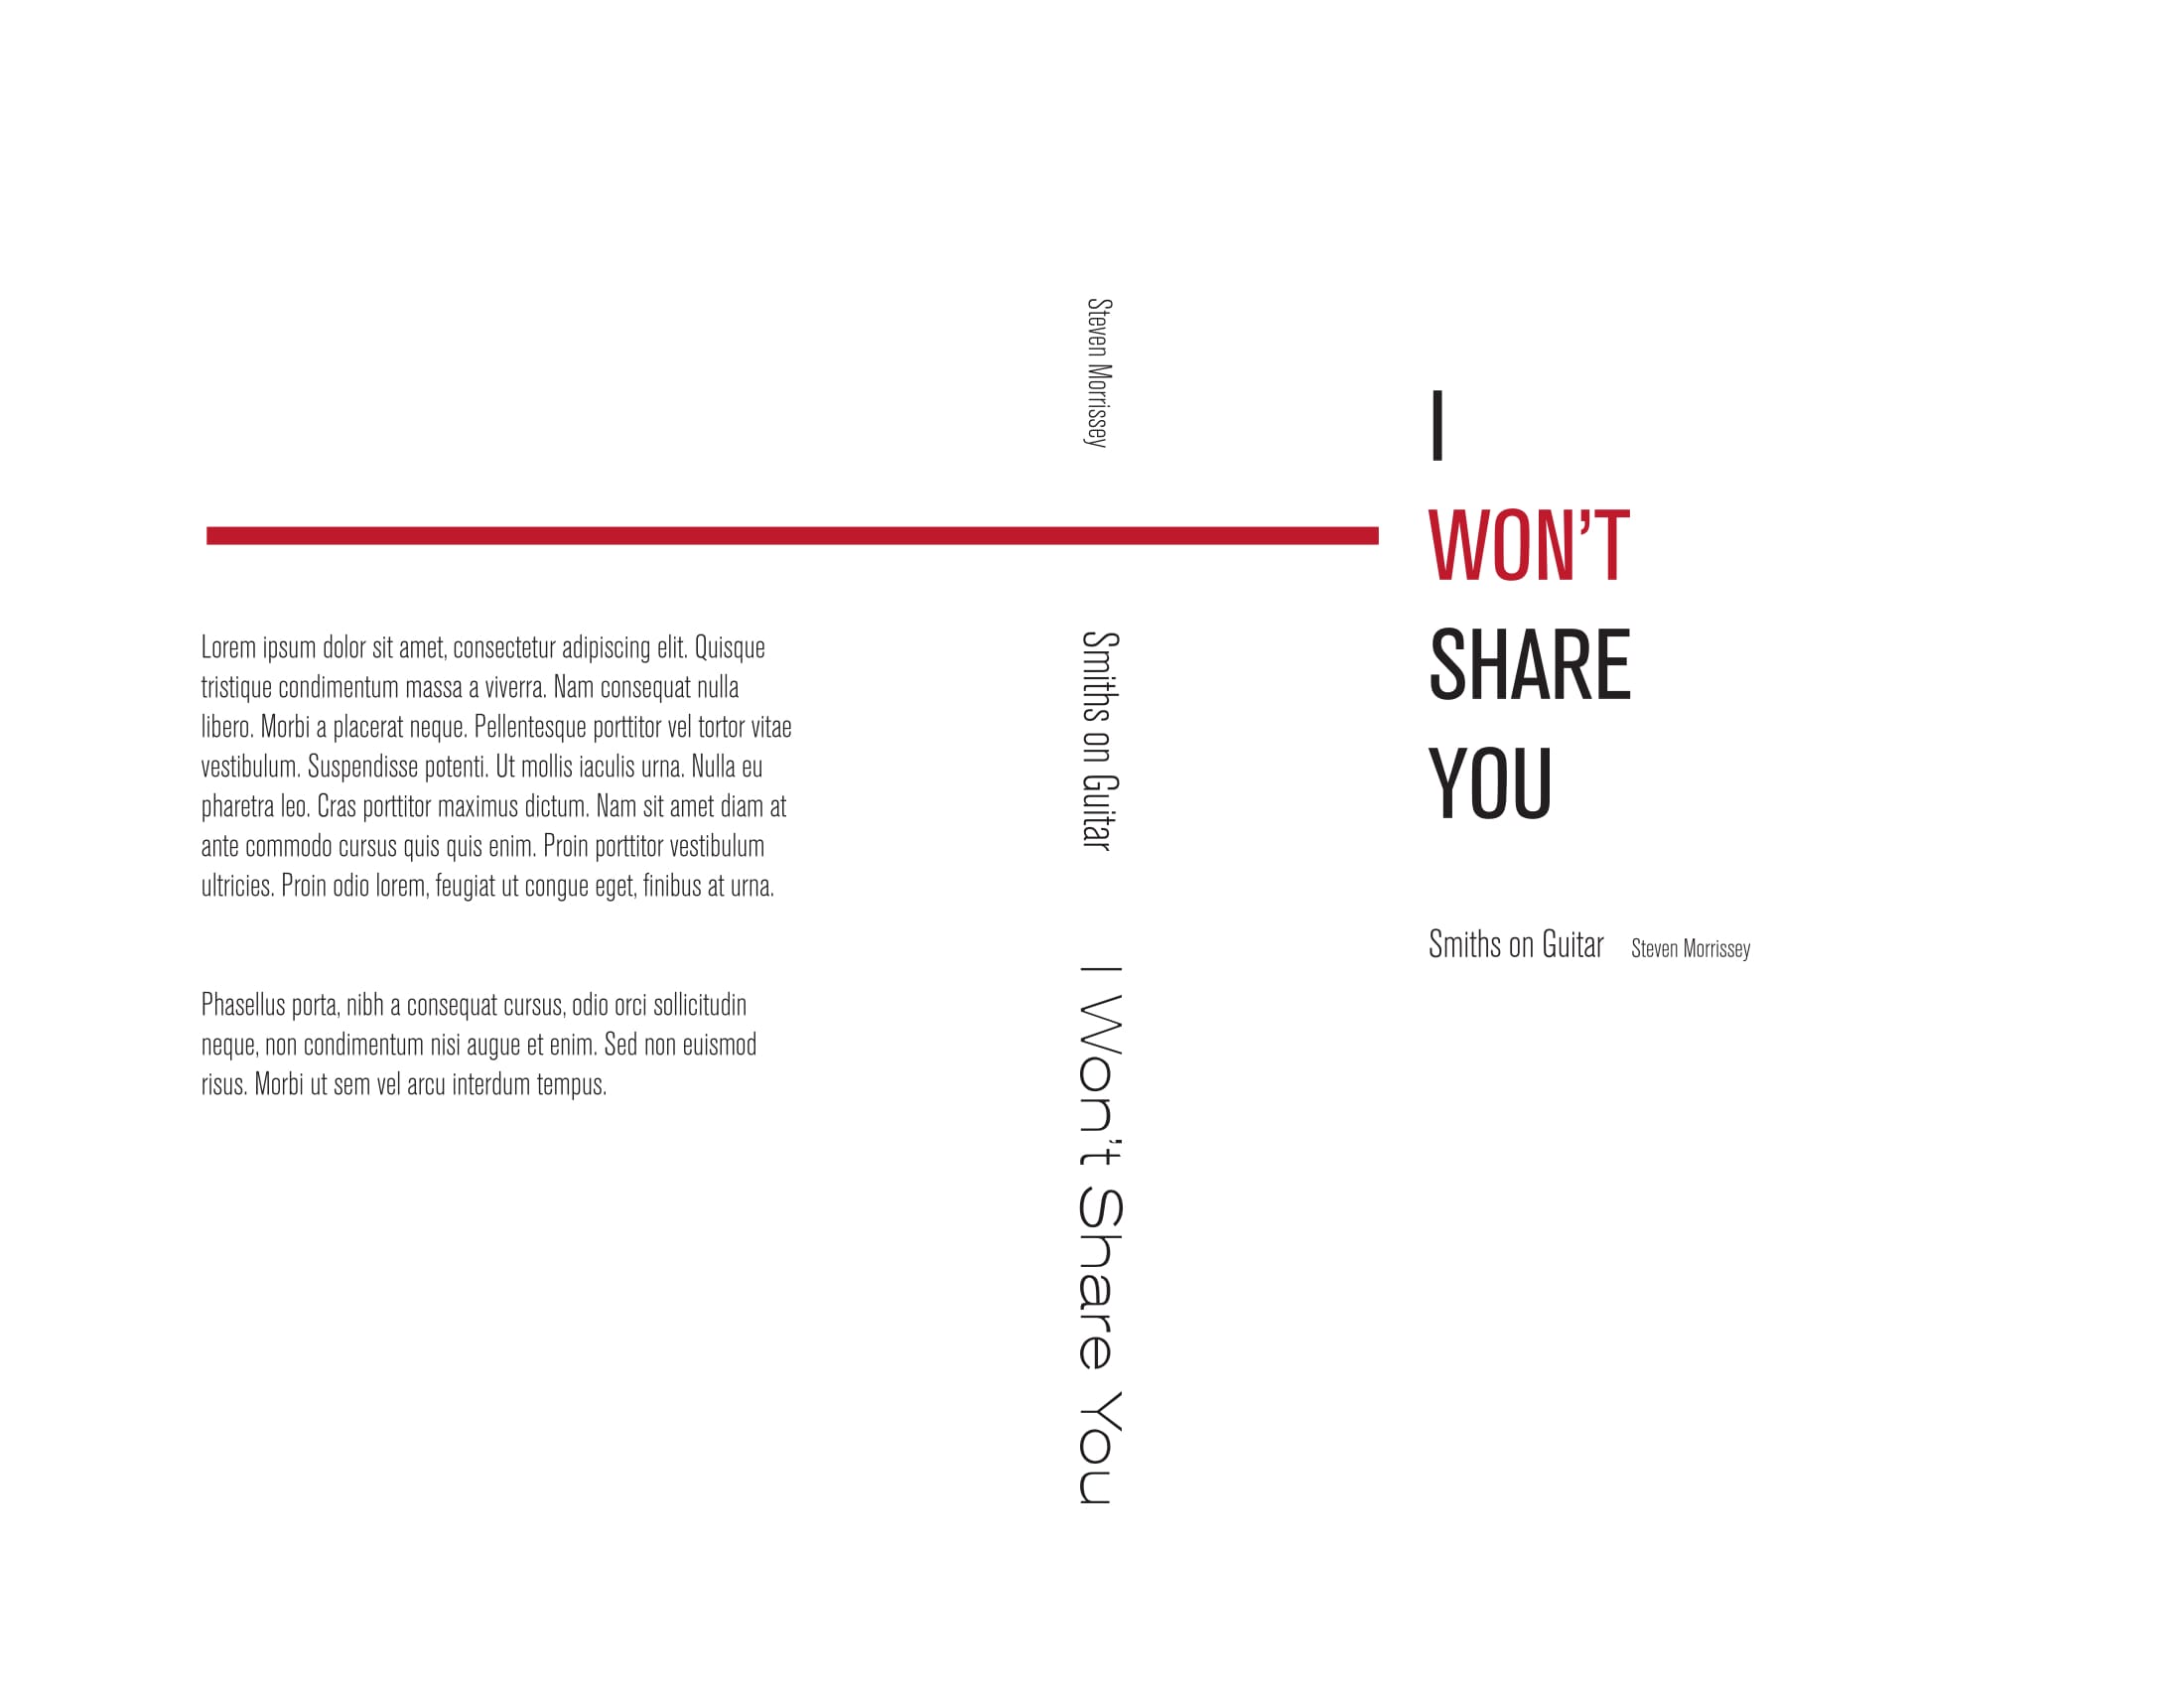 Lorem ipsum dolor sit amet, consectetur adipiscing elit. Quisque
tristique condimentum massa a viverra. Nam consequat nulla
libero. Morbi a placerat neque. Pellentesque porttitor vel tortor vitae
vestibulum. Suspendisse potenti. Ut mollis iaculis urna. Nulla eu
pharetra leo. Cras porttitor maximus dictum. Nam sit amet diam at
ante commodo cursus quis quis enim. Proin porttitor vestibulum
ultricies. Proin odio lorem, feugiat ut congue eget, finibus at urna.
Phasellus porta, nibh a consequat cursus, odio orci sollicitudin
neque, non condimentum nisi augue et enim. Sed non euismod
risus. Morbi ut sem vel arcu interdum tempus.
Steven Morrissey
Smiths on Guitar
I Won't Share You
I
WON’T
SHARE
YOU
Smiths on Guitar Steven Morrissey